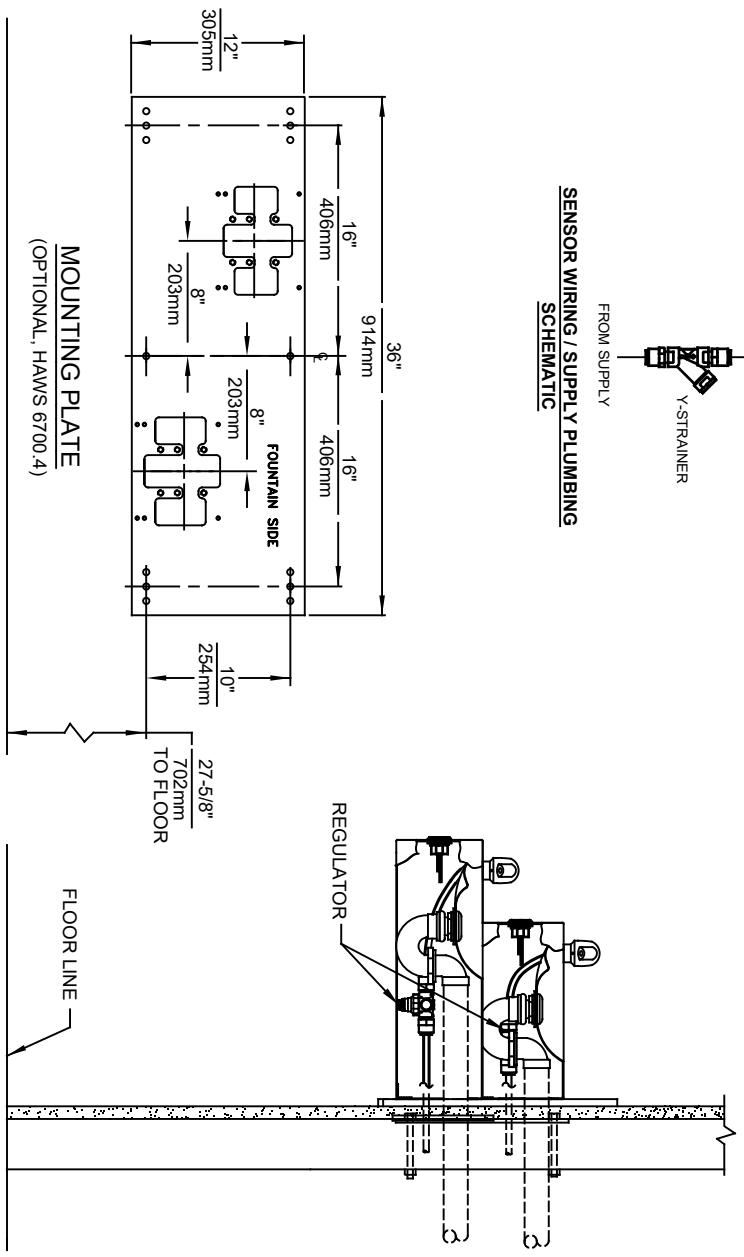 FROM SUPPLY
Y-STRAINER
SENSOR WIRING / SUPPLY PLUMBING
SCHEMATIC
36"
914mm
16"
406mm
16"
406mm
12"
305mm
8"
203mm
8"
203mm
℄
FOUNTAIN SIDE
10"
254mm
27-5/8"
702mm
TO FLOOR
MOUNTING PLATE
(OPTIONAL, HAWS 6700.4)
REGULATOR
FLOOR LINE